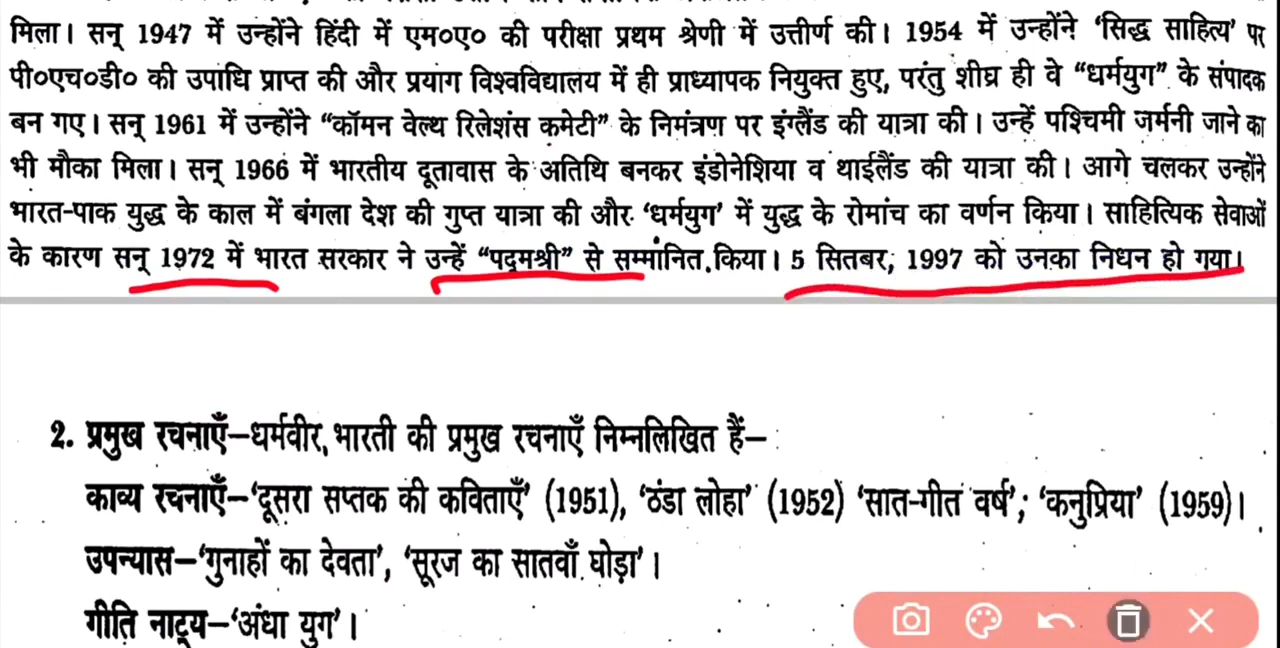 मिला। सन् 1947 में उन्होंने हिंदी में एम०ए० की परीक्षा प्रथम श्रेणी में उत्तीर्ण की। 1954 में उन्होंने ‘सिद्ध साहित्य’ पर
पी०एच०डी० की उपाधि प्राप्त की और प्रयाग विश्वविद्यालय में ही प्राध्यापक नियुक्त हुए, परंतु शीघ्र ही वे “धर्मयुग” के संपादक
बन गए। सन् 1961 में उन्होंने “कॉमन वेल्थ रिलेशंस कमेटी” के निमंत्रण पर इंग्लैंड की यात्रा की। उन्हें पश्चिमी जर्मनी जाने का
भी मौका मिला। सन् 1966 में भारतीय दूतावास के अतिथि बनकर इंडोनेशिया व थाईलैंड की यात्रा की। आगे चलकर उन्होंने
भारत-पाक युद्ध के काल में बंगला देश की गुप्त यात्रा की और ‘धर्मयुग’ में युद्ध के रोमांच का वर्णन किया। साहित्यिक सेवाओं
के कारण सन् 1972 में भारत सरकार ने उन्हें “पद्मश्री” से सम्मानित किया। 5 सितबर, 1997 को उनका निधन हो गया।
2. प्रमुख रचनाएँ–धर्मवीर भारती की प्रमुख रचनाएँ निम्नलिखित हैं–
काव्य रचनाएँ–‘दूसरा सप्तक की कविताएँ’ (1951), ‘ठंडा लोहा’ (1952) ‘सात-गीत वर्ष’; ‘कनुप्रिया’ (1959)।
उपन्यास–‘गुनाहों का देवता’, ‘सूरज का सातवाँ घोड़ा’।
गीति नाट्य–‘अंधा युग’।